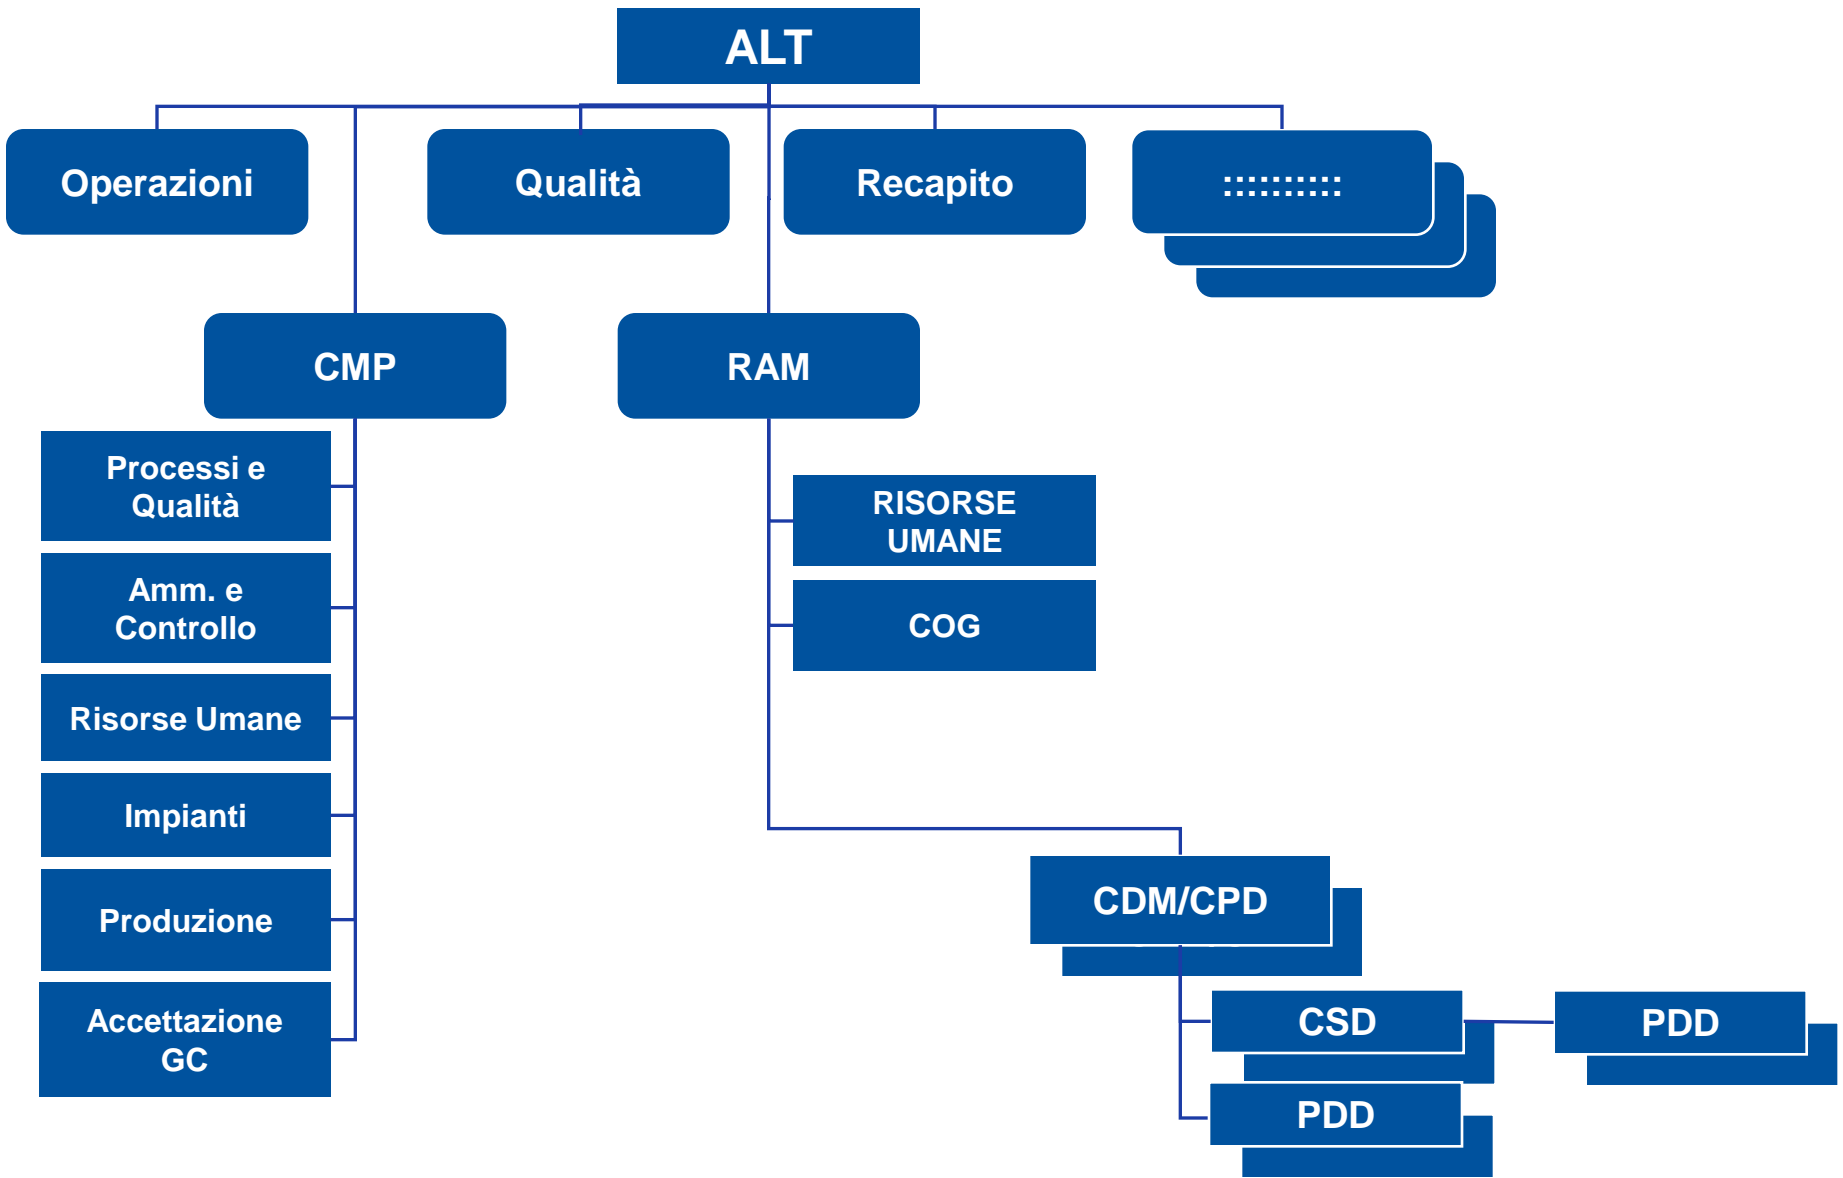 ALT
Operazioni
Qualità
Recapito
::::::::::
CMP
RAM
Processi e
Qualità
Amm. e
Controllo
Risorse Umane
Impianti
Produzione
Accettazione
GC
RISORSE
UMANE
COG
CDM/CPD
CSD
PDD
PDD